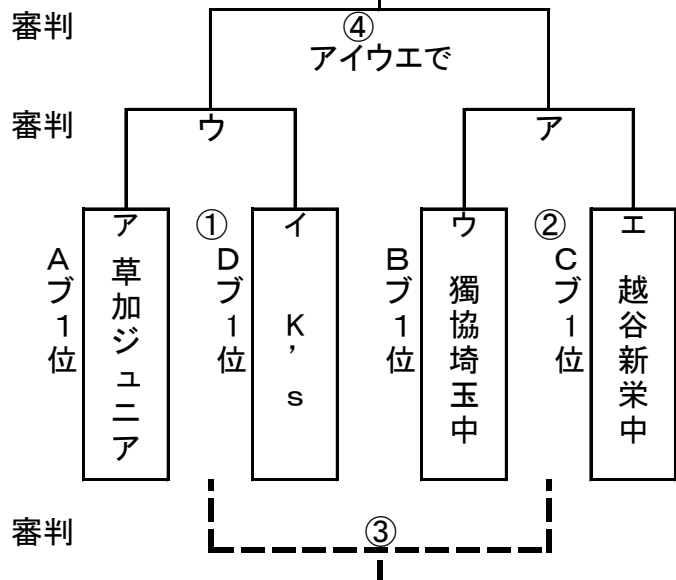 審判
④
アイウエで
審判
ウ
ア
ア
①
イ
ウ
②
エ
Aブ1位
草加ジュニア
Dブ1位
K's
Bブ1位
獨協埼玉中
Cブ1位
越谷新栄中
審判
③